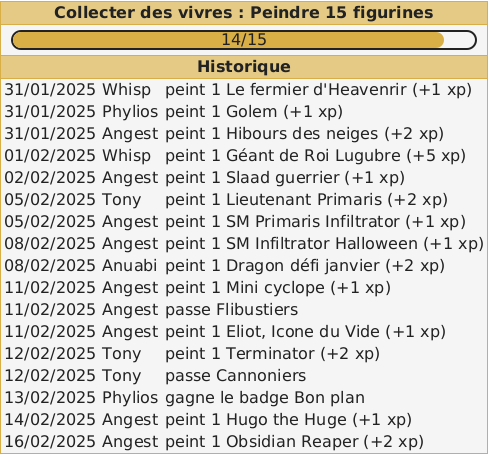 Collecter des vivres : Peindre 15 figurines
14/15
Historique
31/01/2025 Whisp peint 1 Le fermier d'Heavenrir (+1 xp)
31/01/2025 Phylios peint 1 Golem (+1 xp)
31/01/2025 Angest peint 1 Hibours des neiges (+2 xp)
01/02/2025 Whisp peint 1 Géant de Roi Lugubre (+5 xp)
02/02/2025 Angest peint 1 Slaad guerrier (+1 xp)
05/02/2025 Tony peint 1 Lieutenant Primaris (+2 xp)
05/02/2025 Angest peint 1 SM Primaris Infiltrator (+1 xp)
08/02/2025 Angest peint 1 SM Infiltrator Halloween (+1 xp)
08/02/2025 Anuabi peint 1 Dragon défi janvier (+2 xp)
11/02/2025 Angest peint 1 Mini cyclope (+1 xp)
11/02/2025 Angest passe Flibustiers
11/02/2025 Angest peint 1 Eliot, Icone du Vide (+1 xp)
12/02/2025 Tony peint 1 Terminator (+2 xp)
12/02/2025 Tony passe Cannoniers
13/02/2025 Phylios gagne le badge Bon plan
14/02/2025 Angest peint 1 Hugo the Huge (+1 xp)
16/02/2025 Angest peint 1 Obsidian Reaper (+2 xp)